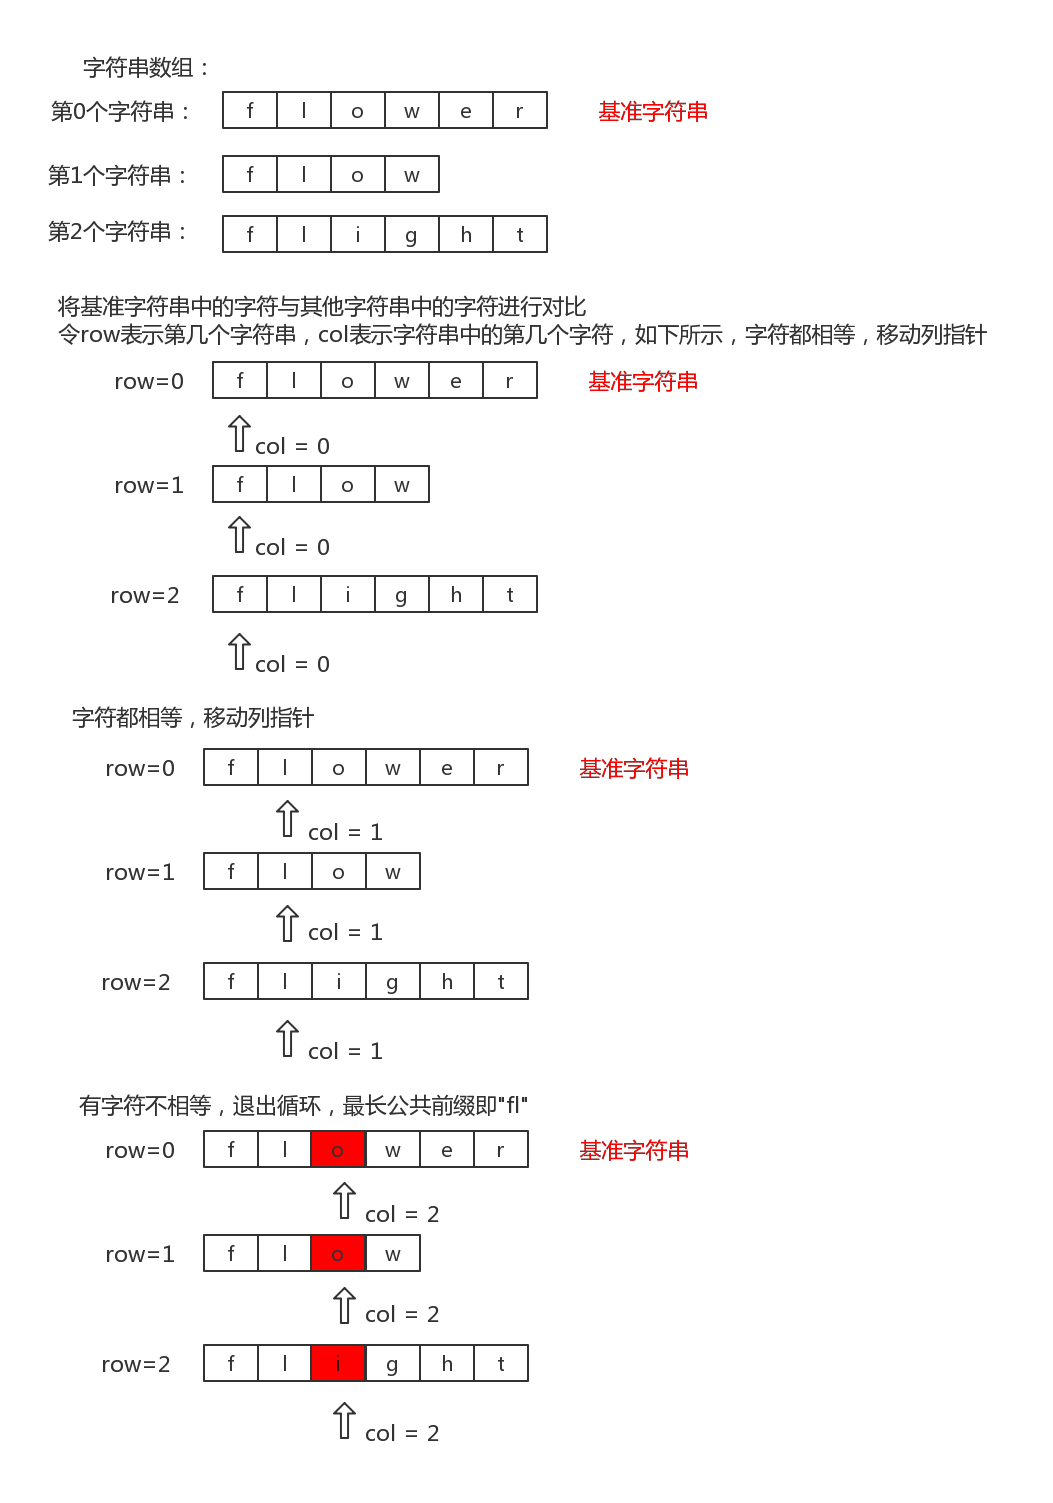 字符串数组：
第0个字符串： f l o w e r 基准字符串
第1个字符串： f l o w
第2个字符串： f l i g h t
将基准字符串中的字符与其他字符串中的字符进行对比
令row表示第几个字符串，col表示字符串中的第几个字符，如下所示，字符都相等，移动列指针
row=0 f l o w e r 基准字符串
col = 0
row=1 f l o w
col = 0
row=2 f l i g h t
col = 0
字符都相等，移动列指针
row=0 f l o w e r 基准字符串
col = 1
row=1 f l o w
col = 1
row=2 f l i g h t
col = 1
有字符不相等，退出循环，最长公共前缀即"fl"
row=0 f l o w e r 基准字符串
col = 2
row=1 f l o w
col = 2
row=2 f l i g h t
col = 2